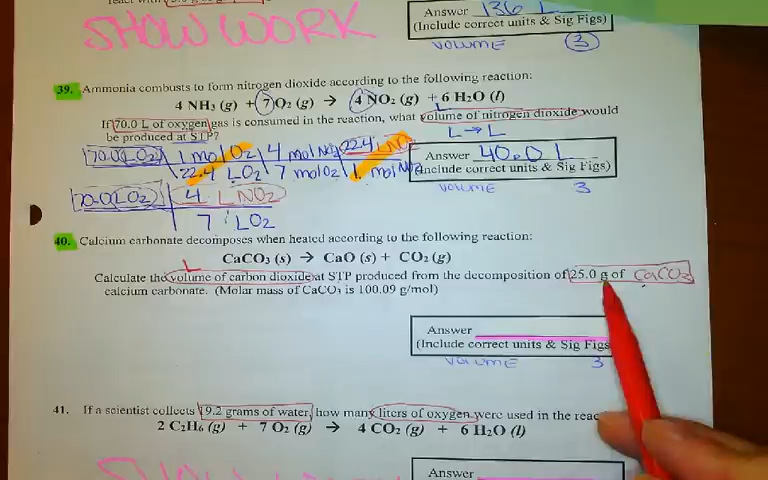 Answer 136 L
(Include correct units & Sig Figs)
VOLUME 3
SHOW WORK
39. Ammonia combusts to form nitrogen dioxide according to the following reaction:
4 NH3 (g) + 7 O2 (g) → 4 NO2 (g) + 6 H2O (l)
If 70.0 L of oxygen gas is consumed in the reaction, what volume of nitrogen dioxide would
L
be produced at STP?
L → L
70.0 LO2 | 1 mol O2 | 4 mol NO2 | 22.4 L NO2
22.4 L O2 | 7 mol O2 | 1 mol NO2
Answer 40.0 L
(Include correct units & Sig Figs)
VOLUME 3
70.0 LO2 | 4 L NO2
7 LO2
40. Calcium carbonate decomposes when heated according to the following reaction:
CaCO3 (s) → CaO (s) + CO2 (g)
L
Calculate the volume of carbon dioxide at STP produced from the decomposition of 25.0 g of CaCO3
calcium carbonate. (Molar mass of CaCO3 is 100.09 g/mol)
Answer
(Include correct units & Sig Figs
VOLUME 3
41. If a scientist collects 19.2 grams of water, how many liters of oxygen were used in the reac
2 C2H6 (g) + 7 O2 (g) → 4 CO2 (g) + 6 H2O (l)
Answer